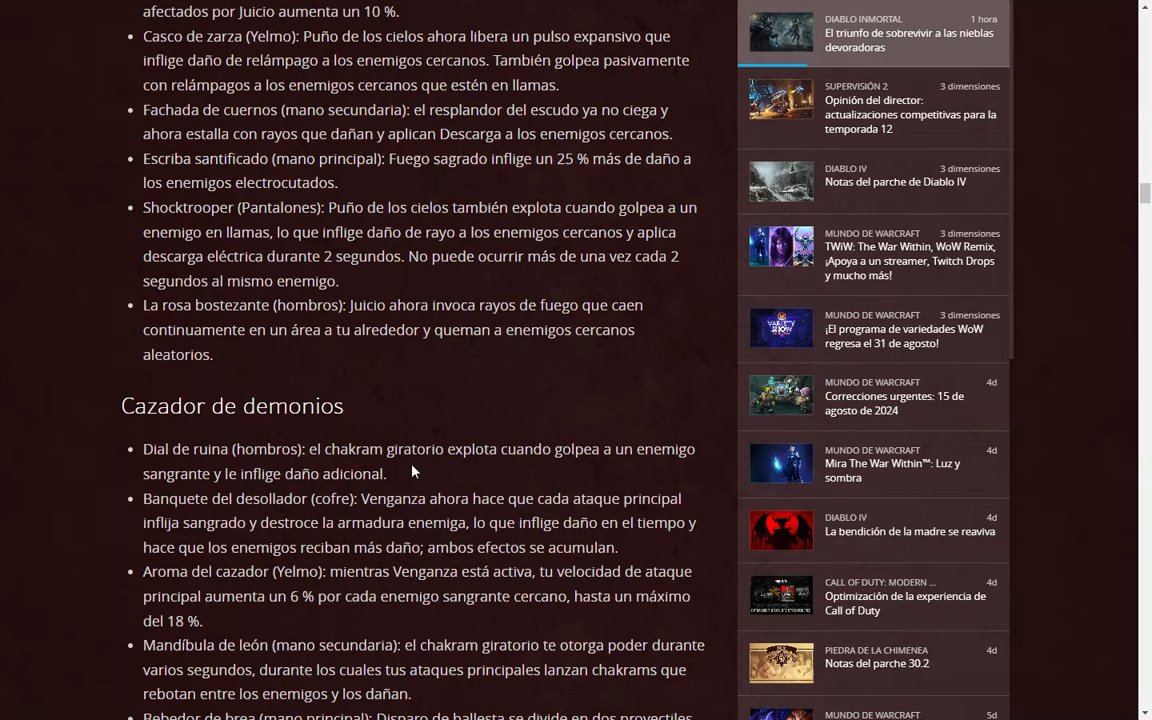 afectados por Juicio aumenta un 10 %.
Casco de zarza (Yelmo): Puño de los cielos ahora libera un pulso expansivo que
inflige daño de relámpago a los enemigos cercanos. También golpea pasivamente
con relámpagos a los enemigos cercanos que estén en llamas.
Fachada de cuernos (mano secundaria): el resplandor del escudo ya no ciega y
ahora estalla con rayos que dañan y aplican Descarga a los enemigos cercanos.
Escriba santificado (mano principal): Fuego sagrado inflige un 25 % más de daño a
los enemigos electrocutados.
Shocktrooper (Pantalones): Puño de los cielos también explota cuando golpea a un
enemigo en llamas, lo que inflige daño de rayo a los enemigos cercanos y aplica
descarga eléctrica durante 2 segundos. No puede ocurrir más de una vez cada 2
segundos al mismo enemigo.
La rosa bostezante (hombros): Juicio ahora invoca rayos de fuego que caen
continuamente en un área a tu alrededor y queman a enemigos cercanos
aleatorios.
Cazador de demonios
Dial de ruina (hombros): el chakram giratorio explota cuando golpea a un enemigo
sangrante y le inflige daño adicional.
Banquete del desollador (cofre): Venganza ahora hace que cada ataque principal
inflija sangrado y destroce la armadura enemiga, lo que inflige daño en el tiempo y
hace que los enemigos reciban más daño; ambos efectos se acumulan.
Aroma del cazador (Yelmo): mientras Venganza está activa, tu velocidad de ataque
principal aumenta un 6 % por cada enemigo sangrante cercano, hasta un máximo
del 18 %.
Mandíbula de león (mano secundaria): el chakram giratorio te otorga poder durante
varios segundos, durante los cuales tus ataques principales lanzan chakrams que
rebotan entre los enemigos y los dañan.
Bebedor de brea (mano principal): Disparo de ballesta se divide en dos proyectiles
DIABLO INMORTAL 1 hora
El triunfo de sobrevivir a las nieblas
devoradoras
SUPERVISIÓN 2 3 dimensiones
Opinión del director:
actualizaciones competitivas para la
temporada 12
DIABLO IV 3 dimensiones
Notas del parche de Diablo IV
MUNDO DE WARCRAFT 3 dimensiones
TWiW: The War Within, WoW Remix,
¡Apoya a un streamer, Twitch Drops
y mucho más!
MUNDO DE WARCRAFT 3 dimensiones
¡El programa de variedades WoW
regresa el 31 de agosto!
MUNDO DE WARCRAFT 4d
Correcciones urgentes: 15 de
agosto de 2024
MUNDO DE WARCRAFT 4d
Mira The War Within™: Luz y
sombra
DIABLO IV 4d
La bendición de la madre se reaviva
CALL OF DUTY: MODERN ... 4d
Optimización de la experiencia de
Call of Duty
PIEDRA DE LA CHIMENEA 4d
Notas del parche 30.2
MUNDO DE WARCRAFT 5d